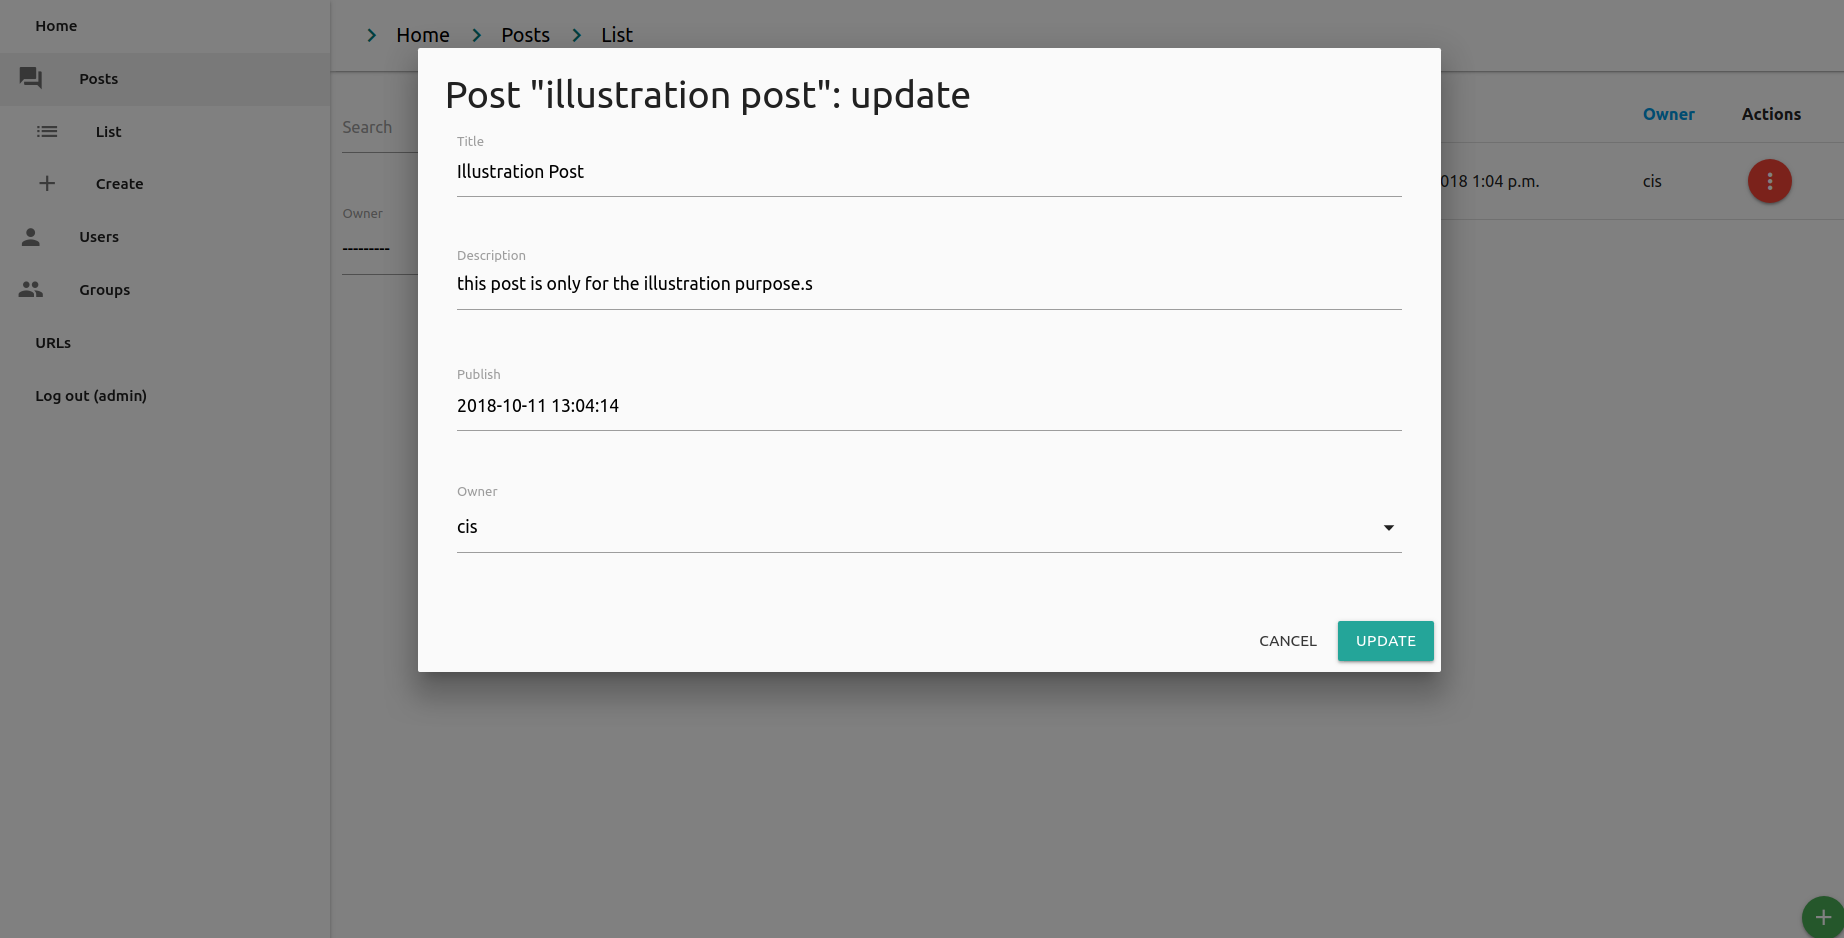 Home
Posts
List
Create
Users
Groups
URLs
Log out (admin)
Home Posts List
Search
Owner
---------
Owner Actions
018 1:04 p.m. cis
Post "illustration post": update
Title
Illustration Post
Description
this post is only for the illustration purpose.s
Publish
2018-10-11 13:04:14
Owner
cis
CANCEL UPDATE